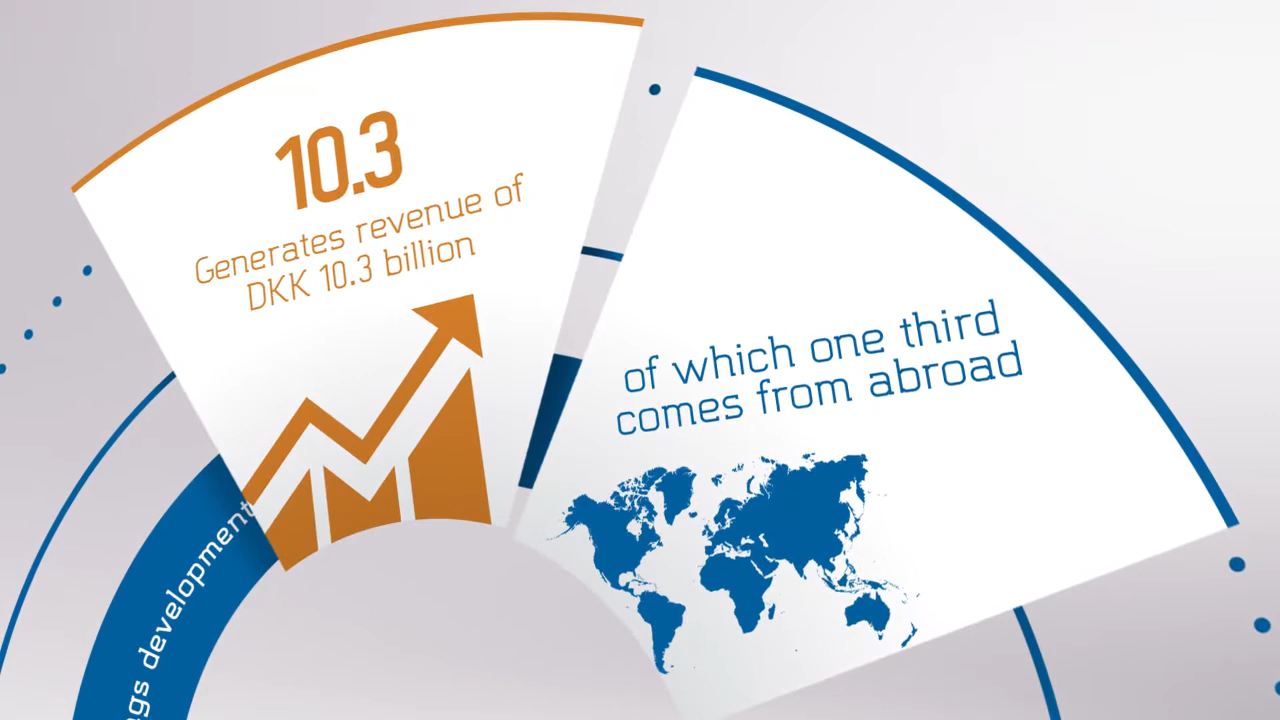 10.3
Generates revenue of
DKK 10.3 billion
of which one third
comes from abroad
development